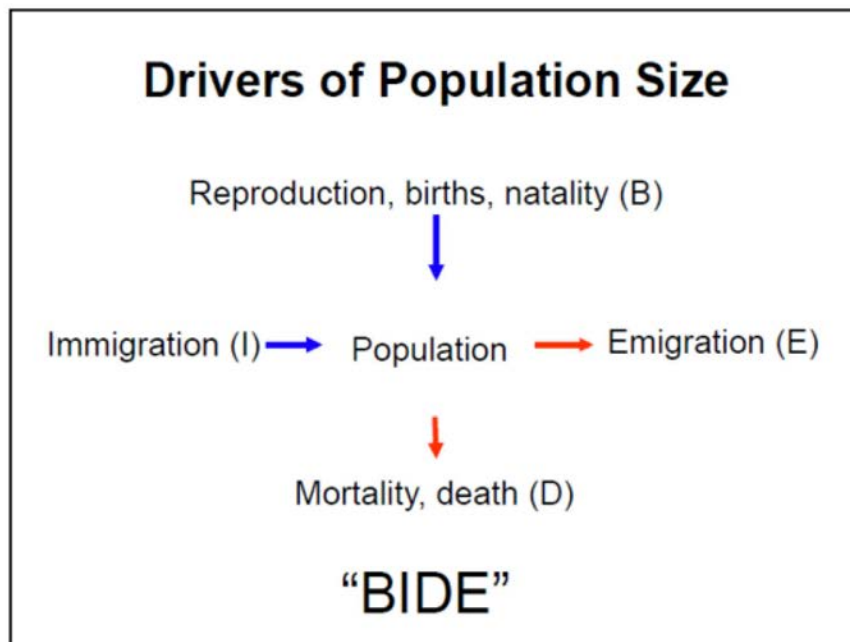 Drivers of Population Size
Reproduction, births, natality (B)
Immigration (I)
Population
Emigration (E)
Mortality, death (D)
“BIDE”